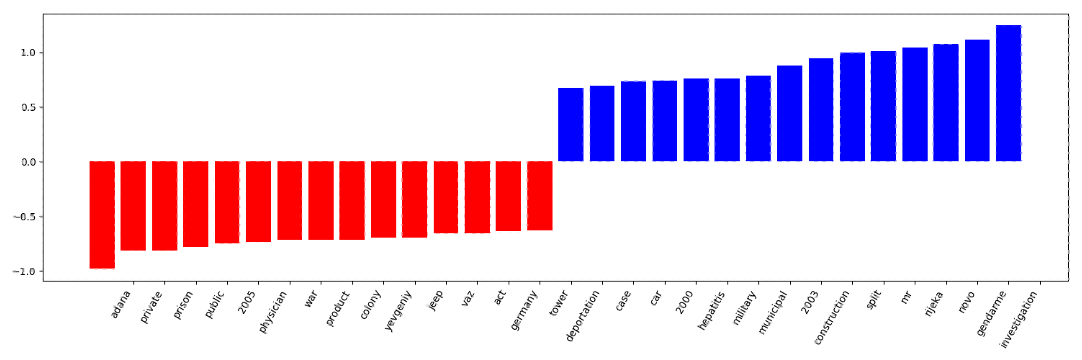 1.0
0.5
0.0
−0.5
−1.0
adana
private
prison
public
2005
physician
war
product
colony
yevgeniy
jeep
vaz
act
germany
tower
deportation
case
car
2000
hepatitis
military
municipal
2003
construction
split
mr
rijeka
novo
gendarme
investigation